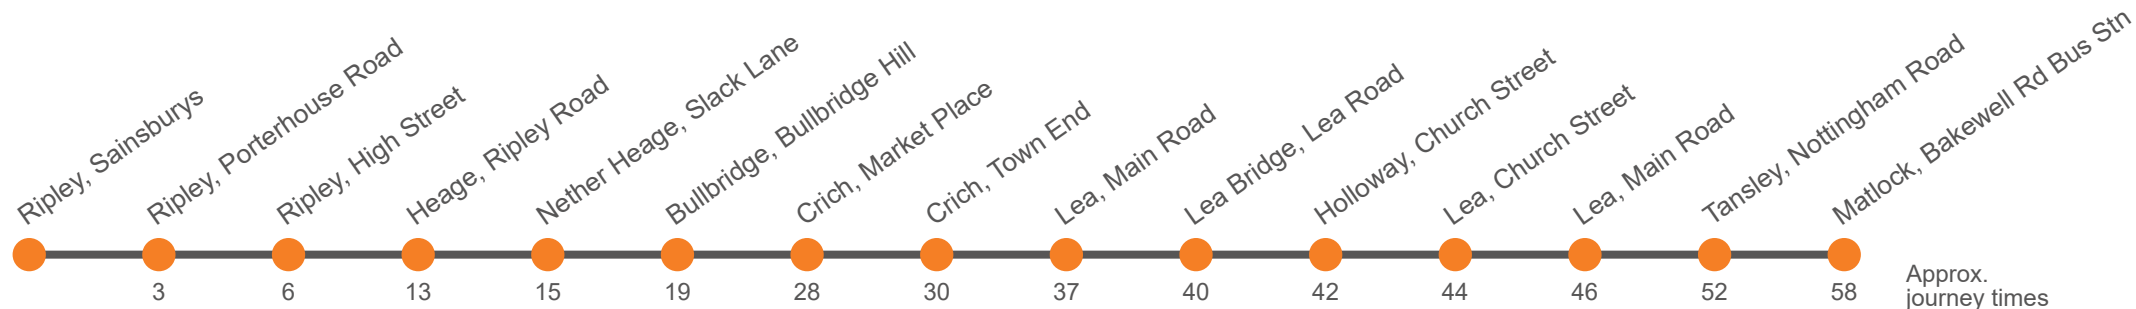 Ripley, Sainsburys
Ripley, Porterhouse Road
Ripley, High Street
Heage, Ripley Road
Nether Heage, Slack Lane
Bullbridge, Bullbridge Hill
Crich, Market Place
Crich, Town End
Lea, Main Road
Lea Bridge, Lea Road
Holloway, Church Street
Lea, Church Street
Lea, Main Road
Tansley, Nottingham Road
Matlock, Bakewell Rd Bus Stn
3 6 13 15 19 28 30 37 40 42 44 46 52 58
Approx.
journey times